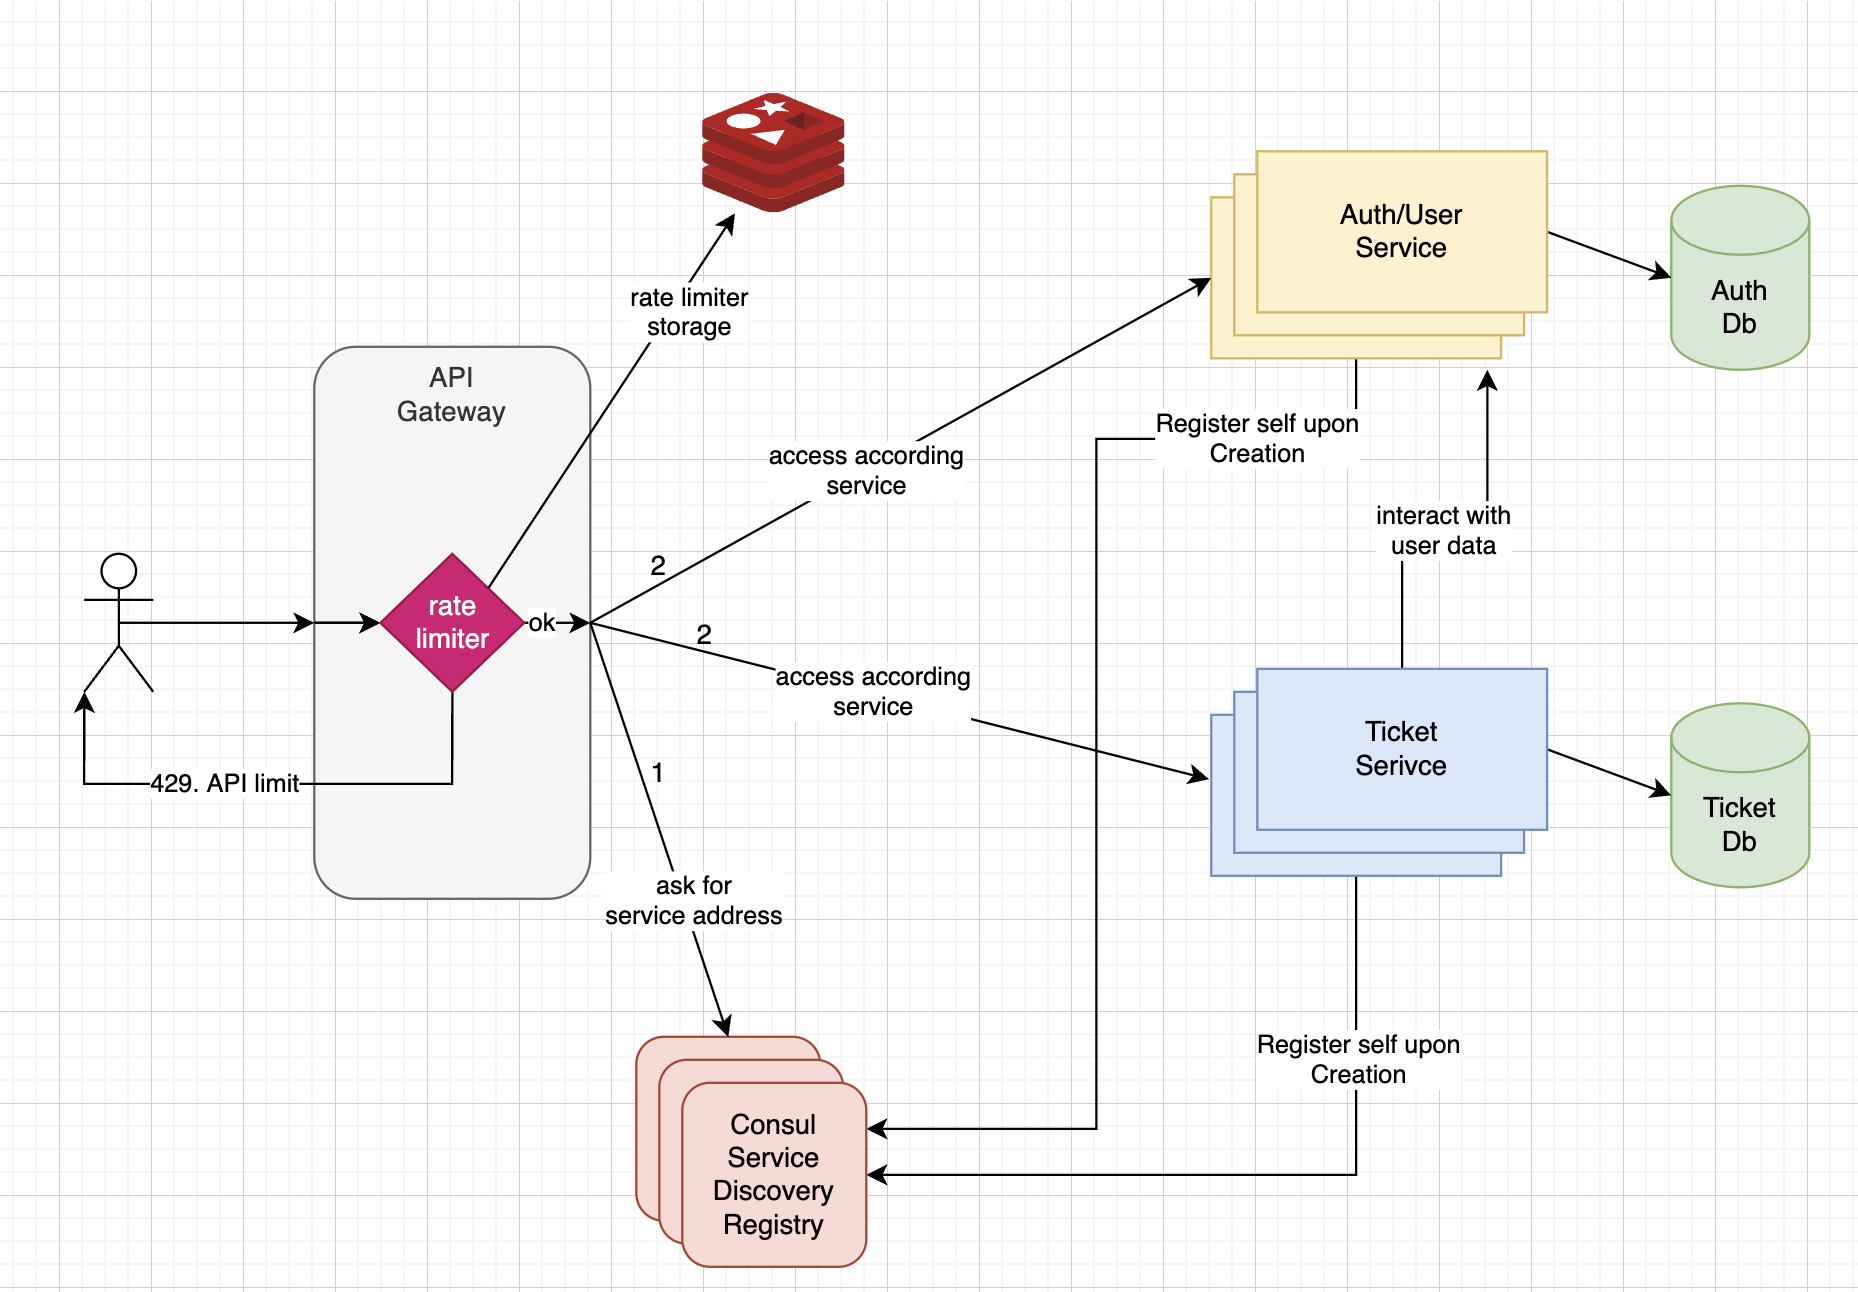 rate limiter
storage
API
Gateway
rate
limiter
ok
429. API limit
2
access according
service
2
access according
service
1
ask for
service address
Auth/User
Service
Auth
Db
Register self upon
Creation
interact with
user data
Ticket
Serivce
Ticket
Db
Register self upon
Creation
Consul
Service
Discovery
Registry